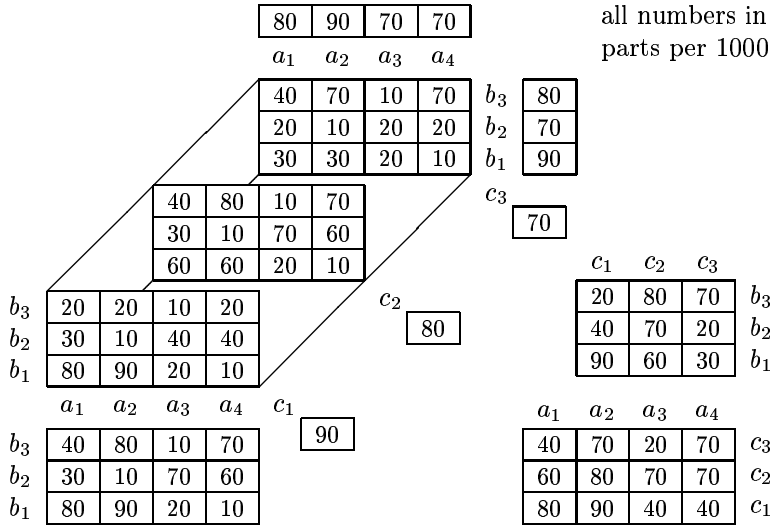 80 90 70 70 all numbers in
a1 a2 a3 a4 parts per 1000
40 70 10 70 b3 80
20 10 20 20 b2 70
30 30 20 10 b1 90
c3
40 80 10 70
70
30 10 70 60
60 60 20 10
c1 c2 c3
c2
20 80 70 b3
b3 20 20 10 20
80
40 70 20 b2
b2 30 10 40 40
90 60 30 b1
b1 80 90 20 10
a1 a2 a3 a4 c1
90
a1 a2 a3 a4
b3 40 80 10 70
40 70 20 70 c3
b2 30 10 70 60
60 80 70 70 c2
b1 80 90 20 10
80 90 40 40 c1